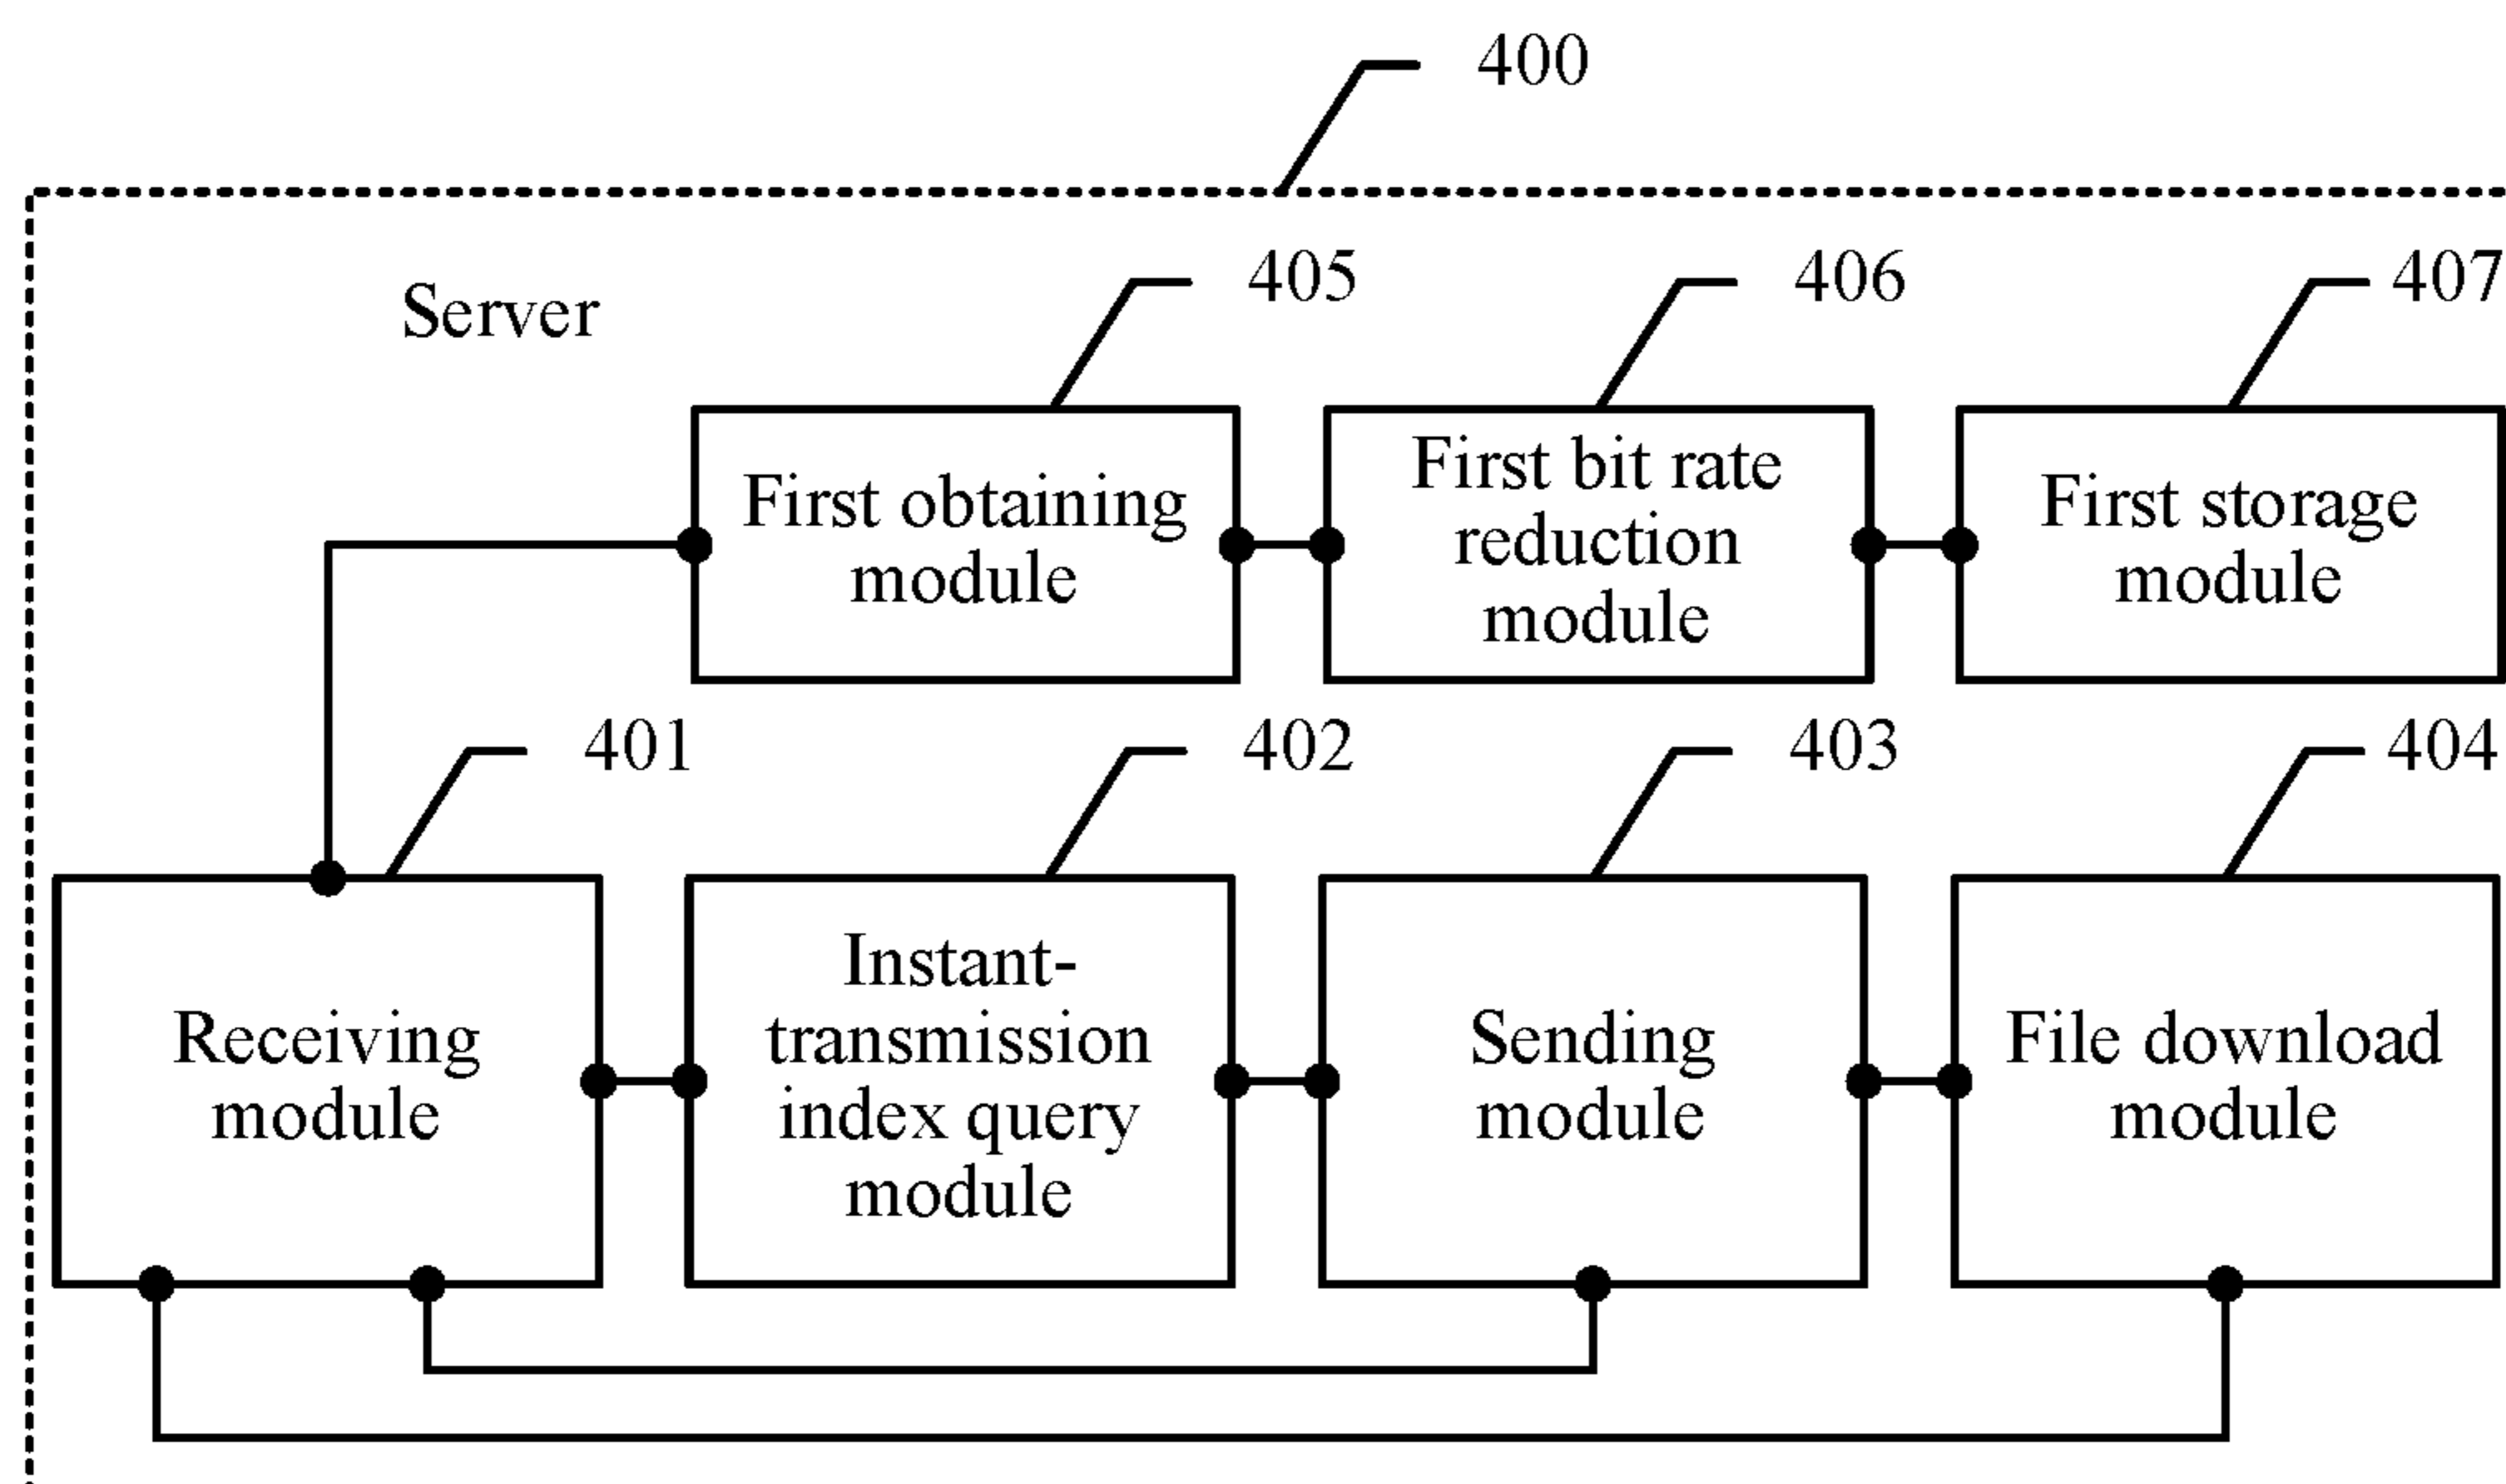 400
Server
405
406
407
First obtaining
module
First bit rate
reduction
module
First storage
module
401
402
403
404
Receiving
module
Instant-
transmission
index query
module
Sending
module
File download
module